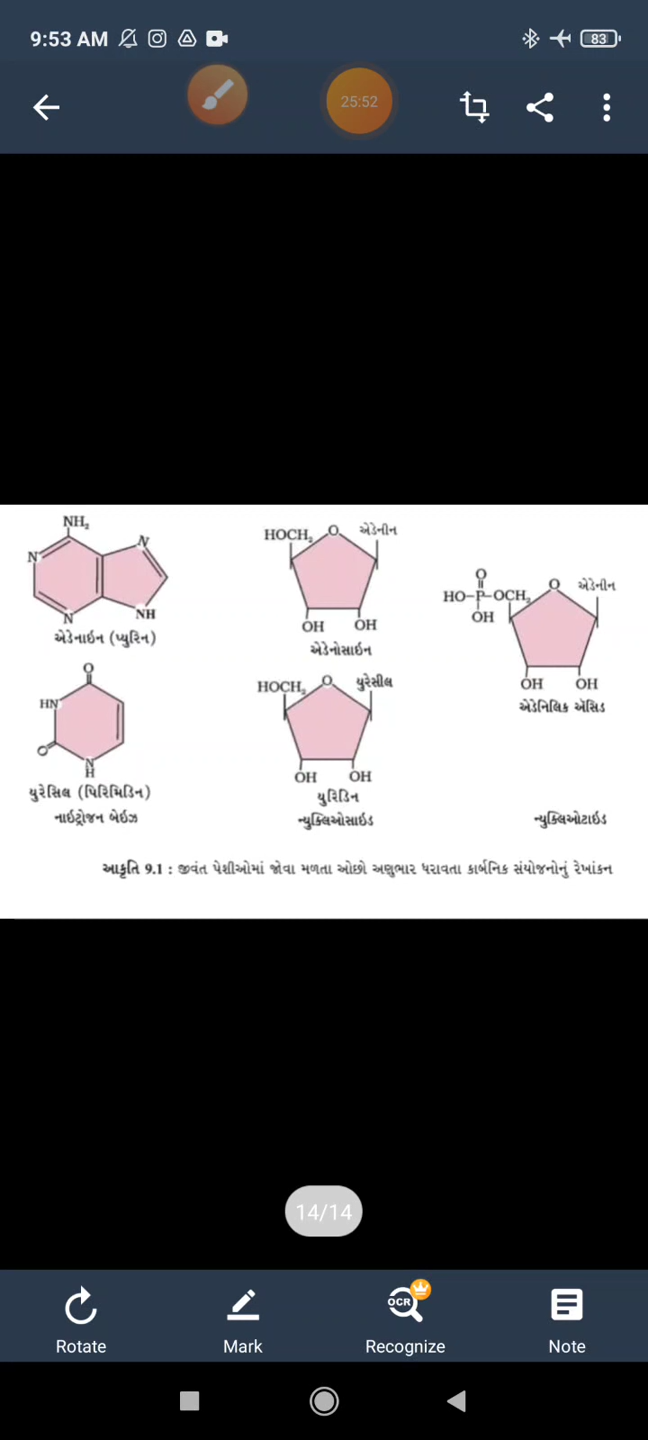 9:53 AM
83
25:52
NH₂
N
N
N
NH
એડેનાઇન (પ્યુરિન)
HOCH₂
O
એડેનીન
OH
OH
એડેનોસાઇન
O
HO-P-OCH₂
OH
O
એડેનીન
OH
OH
એડેનિલિક ઍસિડ
O
HN
O
N
H
યુરેસિલ (પિરિમિડિન)
નાઇટ્રોજન બેઇઝ
HOCH₂
O
યુરેસીલ
OH
OH
યુરિડિન
ન્યુક્લિઓસાઇડ
ન્યુક્લિઓટાઇડ
આકૃતિ 9.1 : જીવંત પેશીઓમાં જોવા મળતા ઓછો અણુભાર ધરાવતા કાર્બનિક સંયોજનોનું રેખાંકન
14/14
OCR
Rotate
Mark
Recognize
Note